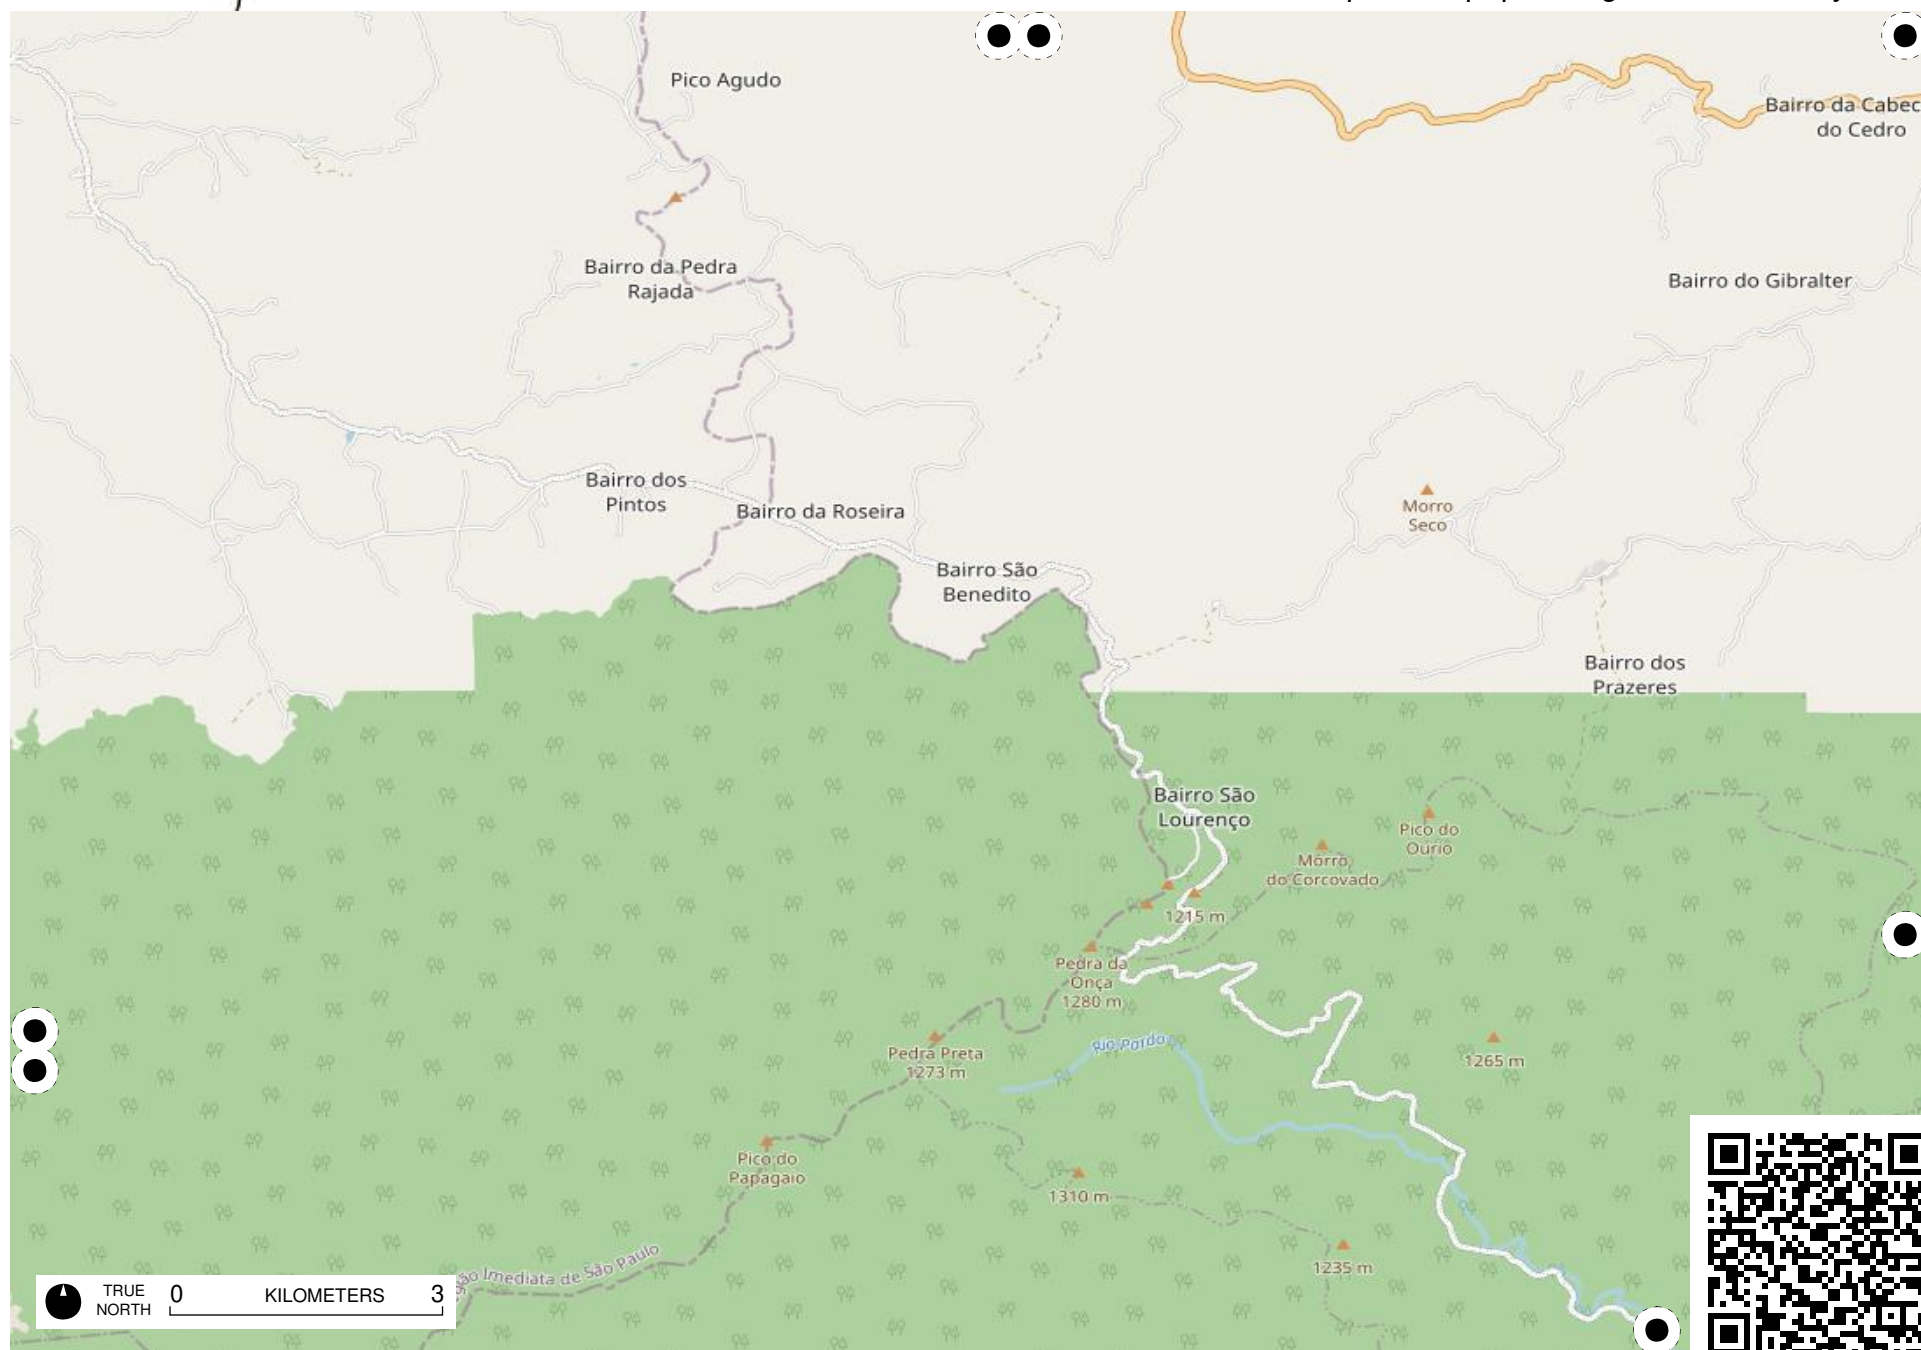 Pico Agudo
Bairro da Cabec
do Cedro
Bairro da Pedra
Rajada
Bairro do Gibralter
Bairro dos
Pintos
Bairro da Roseira
Morro
Seco
Bairro São
Benedito
Bairro dos
Prazeres
Bairro São
Lourenço
Pico do
Ourio
Morro
do Corcovado
1215 m
Pedra da
Onça
1280 m
Rio Pardo
Pedra Preta
1273 m
1265 m
Pico do
Papagaio
1310 m
1235 m
ão Imediata de São Paulo
TRUE
NORTH
0 KILOMETERS 3